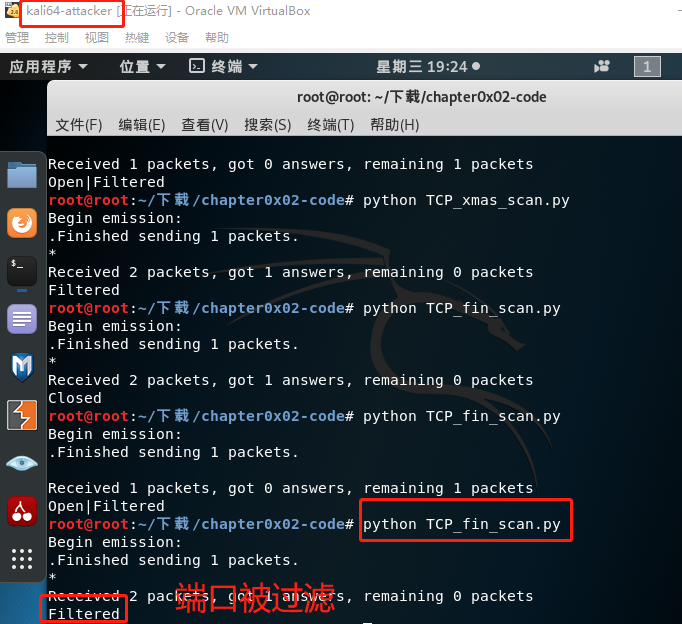 kali64-attacker [正在运行] - Oracle VM VirtualBox
管理 控制 视图 热键 设备 帮助
应用程序 位置 终端 星期三 19:24 1
root@root: ~/下载/chapter0x02-code
文件(F) 编辑(E) 查看(V) 搜索(S) 终端(T) 帮助(H)
Received 1 packets, got 0 answers, remaining 1 packets
Open|Filtered
root@root:~/下载/chapter0x02-code# python TCP_xmas_scan.py
Begin emission:
.Finished sending 1 packets.
*
Received 2 packets, got 1 answers, remaining 0 packets
Filtered
root@root:~/下载/chapter0x02-code# python TCP_fin_scan.py
Begin emission:
.Finished sending 1 packets.
*
Received 2 packets, got 1 answers, remaining 0 packets
Closed
root@root:~/下载/chapter0x02-code# python TCP_fin_scan.py
Begin emission:
.Finished sending 1 packets.
Received 1 packets, got 0 answers, remaining 1 packets
Open|Filtered
root@root:~/下载/chapter0x02-code# python TCP_fin_scan.py
Begin emission:
.Finished sending 1 packets.
*
Received 2 packets, got 1 answers, remaining 0 packets
端口被过滤
Filtered